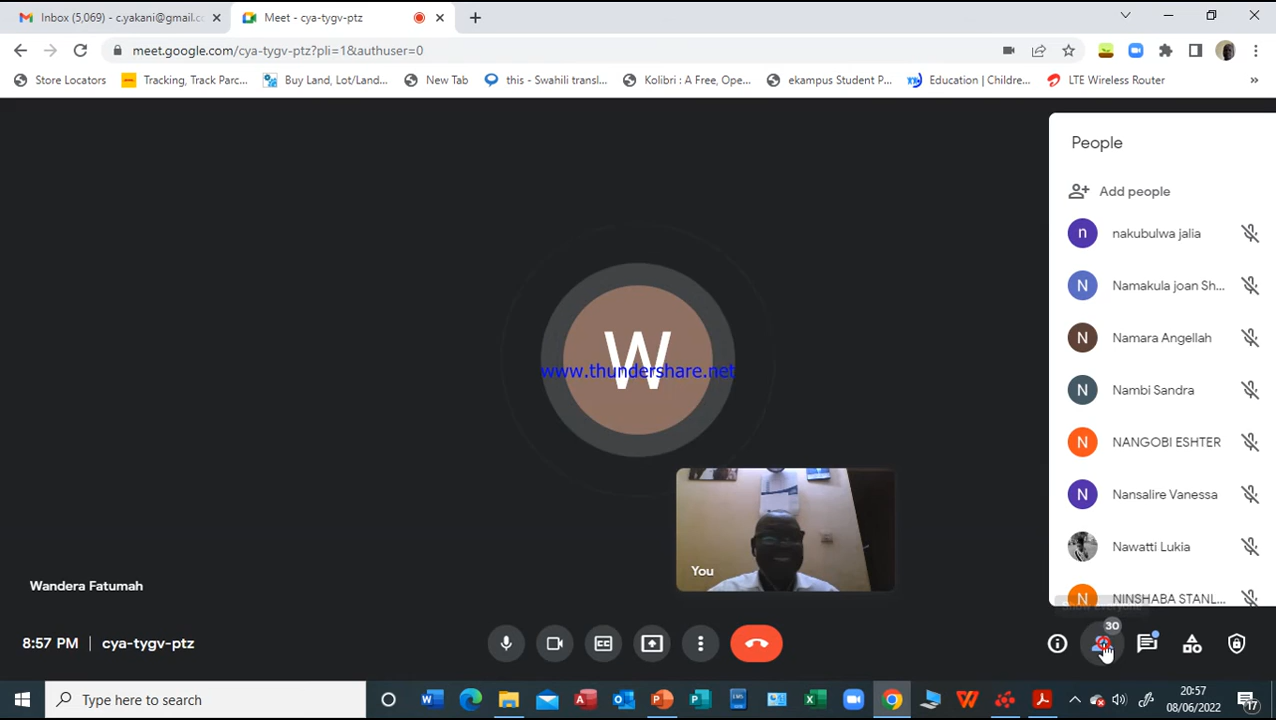 Inbox (5,069) - c.yakani@gmail.c
Meet - cya-tygv-ptz
meet.google.com/cya-tygv-ptz?pli=1&authuser=0
Store Locators
Tracking, Track Parc...
Buy Land, Lot/Land...
New Tab
this - Swahili transl...
Kolibri : A Free, Ope...
ekampus Student P...
Education | Childre...
LTE Wireless Router
»
People
Add people
n nakubulwa jalia
N Namakula joan Sh...
N Namara Angellah
N Nambi Sandra
N NANGOBI ESHTER
N Nansalire Vanessa
Nawatti Lukia
N NINSHABA STANL...
Show everyone
W
www.thundershare.net
You
Wandera Fatumah
8:57 PM | cya-tygv-ptz
30
Type here to search
20:57
08/06/2022
17